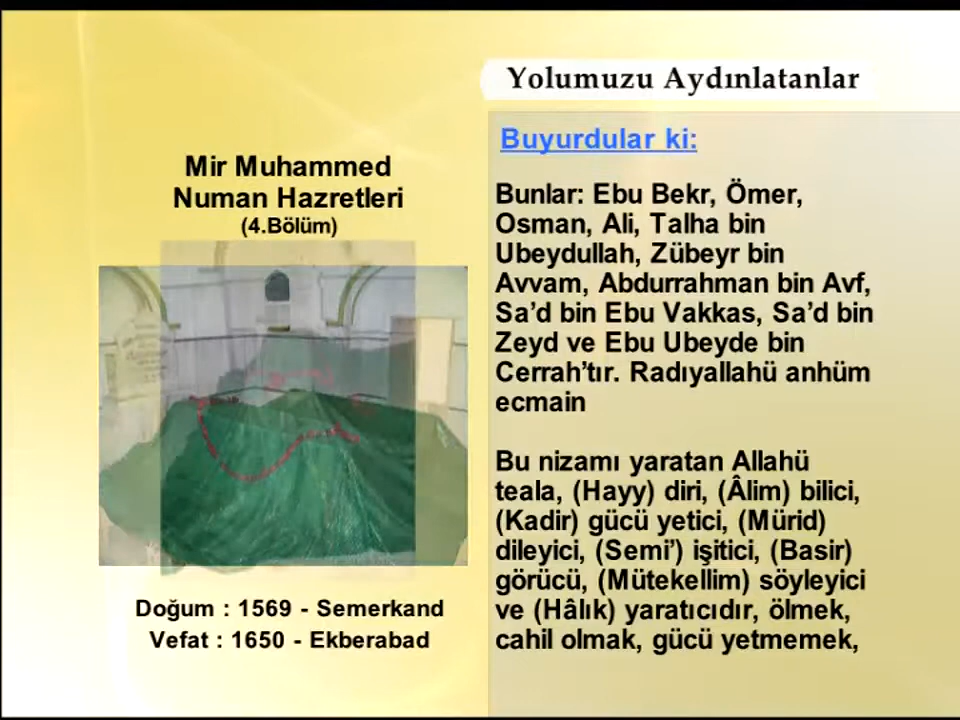 Yolumuzu Aydınlatanlar
Mir Muhammed
Numan Hazretleri
(4.Bölüm)
Doğum : 1569 - Semerkand
Vefat : 1650 - Ekberabad
Buyurdular ki:
Bunlar: Ebu Bekr, Ömer,
Osman, Ali, Talha bin
Ubeydullah, Zübeyr bin
Avvam, Abdurrahman bin Avf,
Sa’d bin Ebu Vakkas, Sa’d bin
Zeyd ve Ebu Ubeyde bin
Cerrah’tır. Radıyallahü anhüm
ecmain
Bu nizamı yaratan Allahü
teala, (Hayy) diri, (Âlim) bilici,
(Kadir) gücü yetici, (Mürid)
dileyici, (Semi’) işitici, (Basir)
görücü, (Mütekellim) söyleyici
ve (Hâlık) yaratıcıdır, ölmek,
cahil olmak, gücü yetmemek,